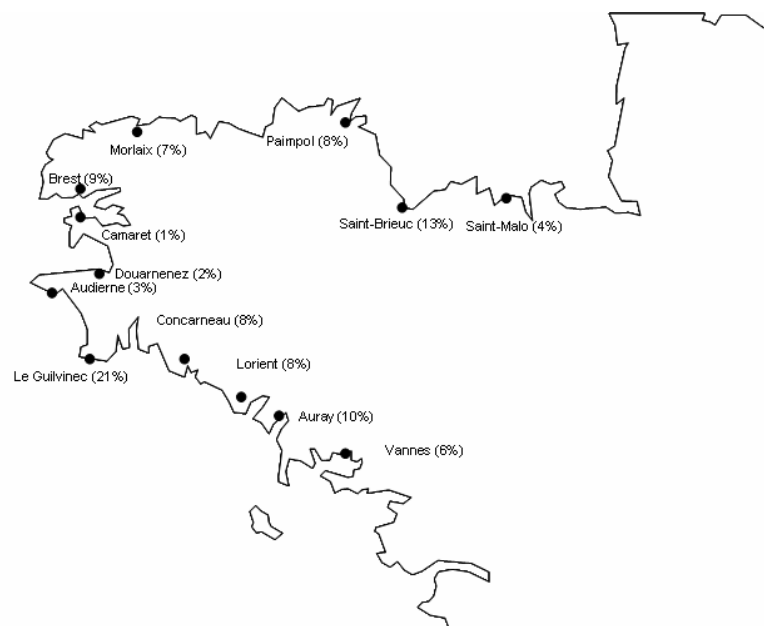 Paimpol (8%)
Morlaix (7%)
Brest (9%)
Saint-Brieuc (13%)
Saint-Malo (4%)
Camaret (1%)
Douarnenez (2%)
Audierne (3%)
Concarneau (8%)
Lorient (8%)
Le Guilvinec (21%)
Auray (10%)
Vannes (6%)